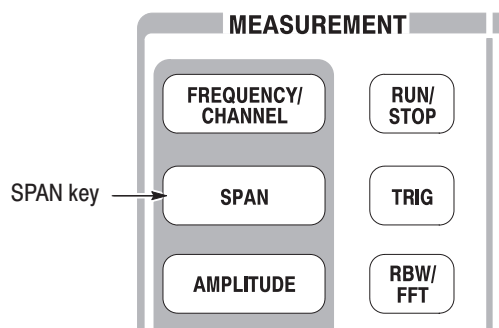 MEASUREMENT
FREQUENCY/
CHANNEL
RUN/
STOP
SPAN key
SPAN
TRIG
AMPLITUDE
RBW/
FFT